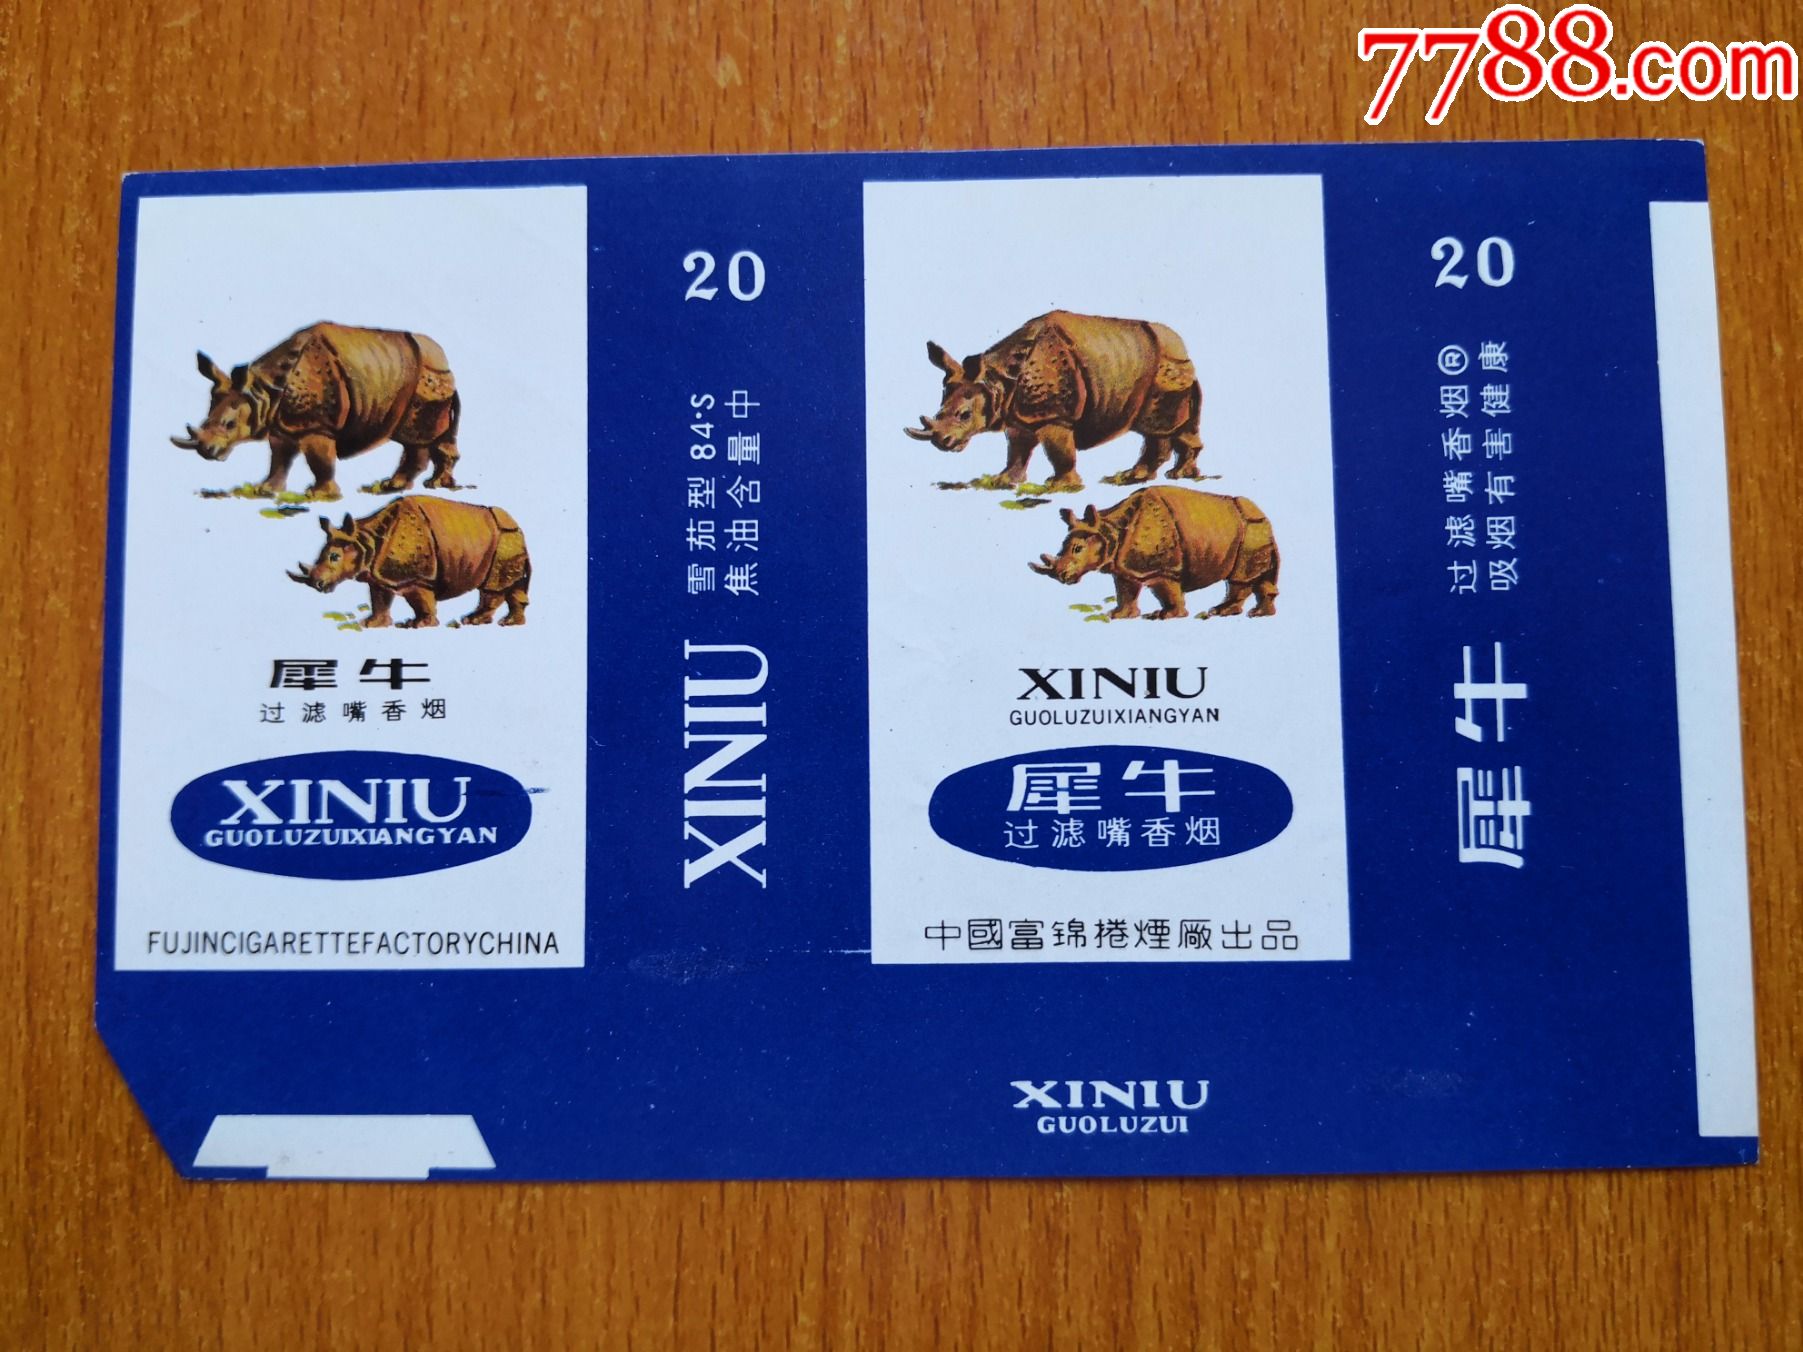 7788.com
犀牛
过滤嘴香烟
XINIU
GUOLUZUIXIANGYAN
FUJINCIGARETTEFACTORYCHINA
20
雪茄型84·S
焦油含量中
XINIU
XINIU
GUOLUZUIXIANGYAN
犀牛
过滤嘴香烟
中國富锦捲煙廠出品
XINIU
GUOLUZUI
20
过滤嘴香烟®
吸烟有害健康
犀牛